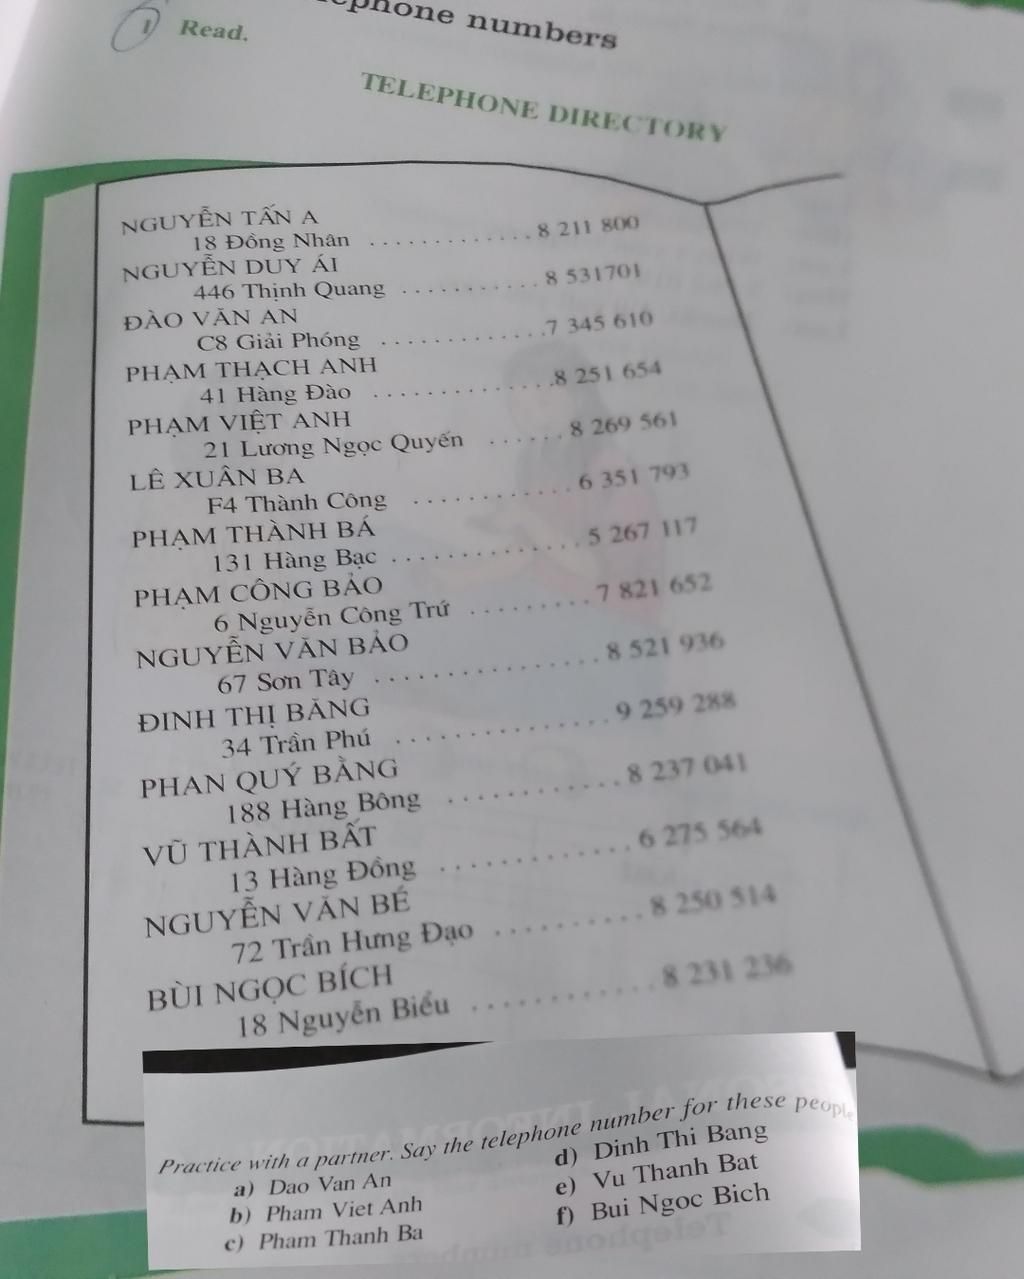 numbers
1 Read.
TELEPHONE DIRECTORY
NGUYỄN TẤN A
18 Đồng Nhân .............. 8 211 800
NGUYỄN DUY ÁI
446 Thịnh Quang ............ 8 531701
ĐÀO VĂN AN
C8 Giải Phóng .............. 7 345 610
PHẠM THẠCH ANH
41 Hàng Đào ............... 8 251 654
PHẠM VIỆT ANH
21 Lương Ngọc Quyến ...... 8 269 561
LÊ XUÂN BA
F4 Thành Công ............. 6 351 793
PHẠM THÀNH BÁ
131 Hàng Bạc ............... 5 267 117
PHẠM CÔNG BẢO
6 Nguyễn Công Trứ ......... 7 821 652
NGUYỄN VĂN BẢO
67 Sơn Tây ................. 8 521 936
ĐINH THỊ BĂNG
34 Trần Phú ................ 9 259 288
PHAN QUÝ BẰNG
188 Hàng Bông ............. 8 237 041
VŨ THÀNH BẤT
13 Hàng Đồng .............. 6 275 564
NGUYỄN VĂN BÉ
72 Trần Hưng Đạo ........... 8 250 514
BÙI NGỌC BÍCH
18 Nguyễn Biểu ............. 8 231 236
Practice with a partner. Say the telephone number for these people
a) Dao Van An
b) Pham Viet Anh
c) Pham Thanh Ba
d) Dinh Thi Bang
e) Vu Thanh Bat
f) Bui Ngoc Bich